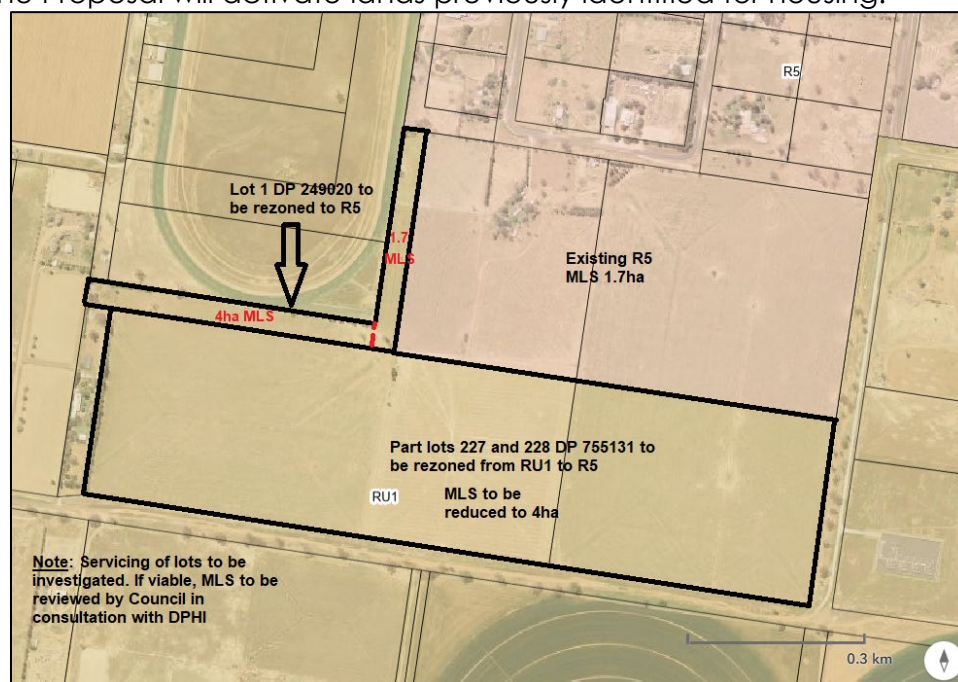 The Proposal will activate lands previously identified for housing.
R5
Lot 1 DP 249020 to
be rezoned to R5
1.7
MLS
Existing R5
MLS 1.7ha
4ha MLS
Part lots 227 and 228 DP 755131 to
be rezoned from RU1 to R5
RU1
MLS to be
reduced to 4ha
Note: Servicing of lots to be
investigated. If viable, MLS to be
reviewed by Council in
consultation with DPHI
0.3 km